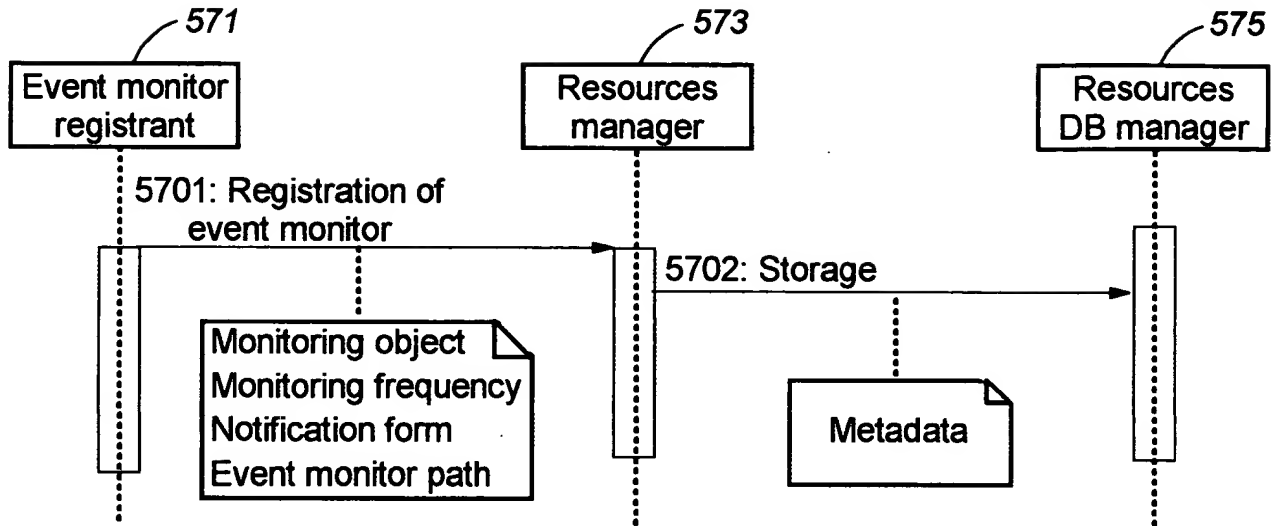 571
573
575
Event monitor
registrant
Resources
manager
Resources
DB manager
5701: Registration of
event monitor
5702: Storage
Monitoring object
Monitoring frequency
Notification form
Event monitor path
Metadata